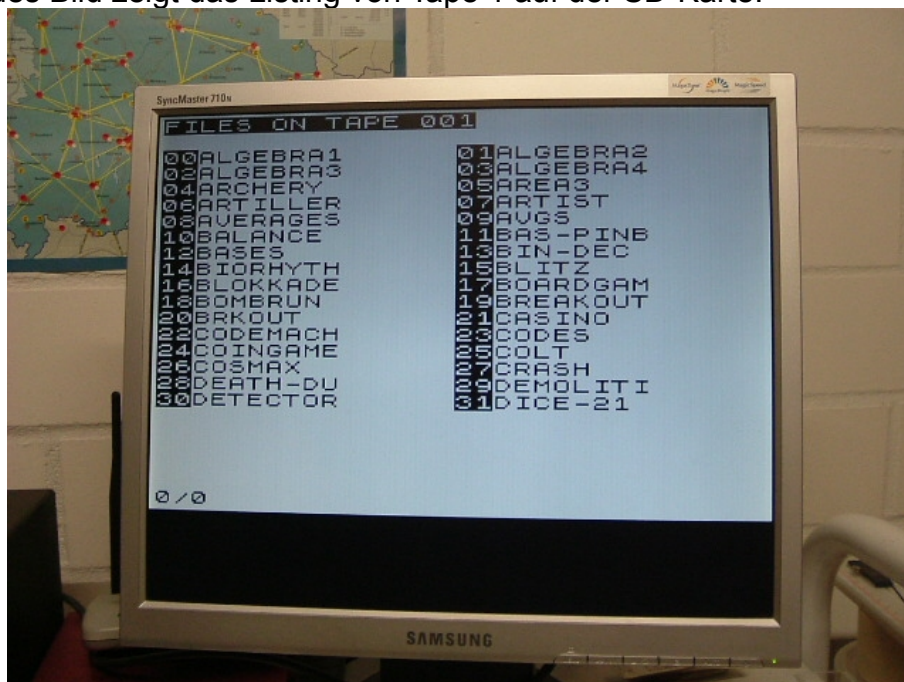 des Bild zeigt das Listing von Tape 1 auf der SD-Karte.
SyncMaster 710N
FILES ON TAPE 001
00ALGEBRA1 01ALGEBRA2
02ALGEBRA3 03ALGEBRA4
04ARCHERY 05AREA3
06ARTILLER 07ARTIST
08AVERAGES 09AVGS
10BALANCE 11BAS-PINB
12BASES 13BIN-DEC
14BIORHYTH 15BLITZ
16BLOKKADE 17BOARDGAM
18BOMBRUN 19BREAKOUT
20BRKOUT 21CASINO
22CODEMACH 23CODES
24COINGAME 25COLT
26COSMAX 27CRASH
28DEATH-DU 29DEMOLITI
30DETECTOR 31DICE-21
0/0
SAMSUNG